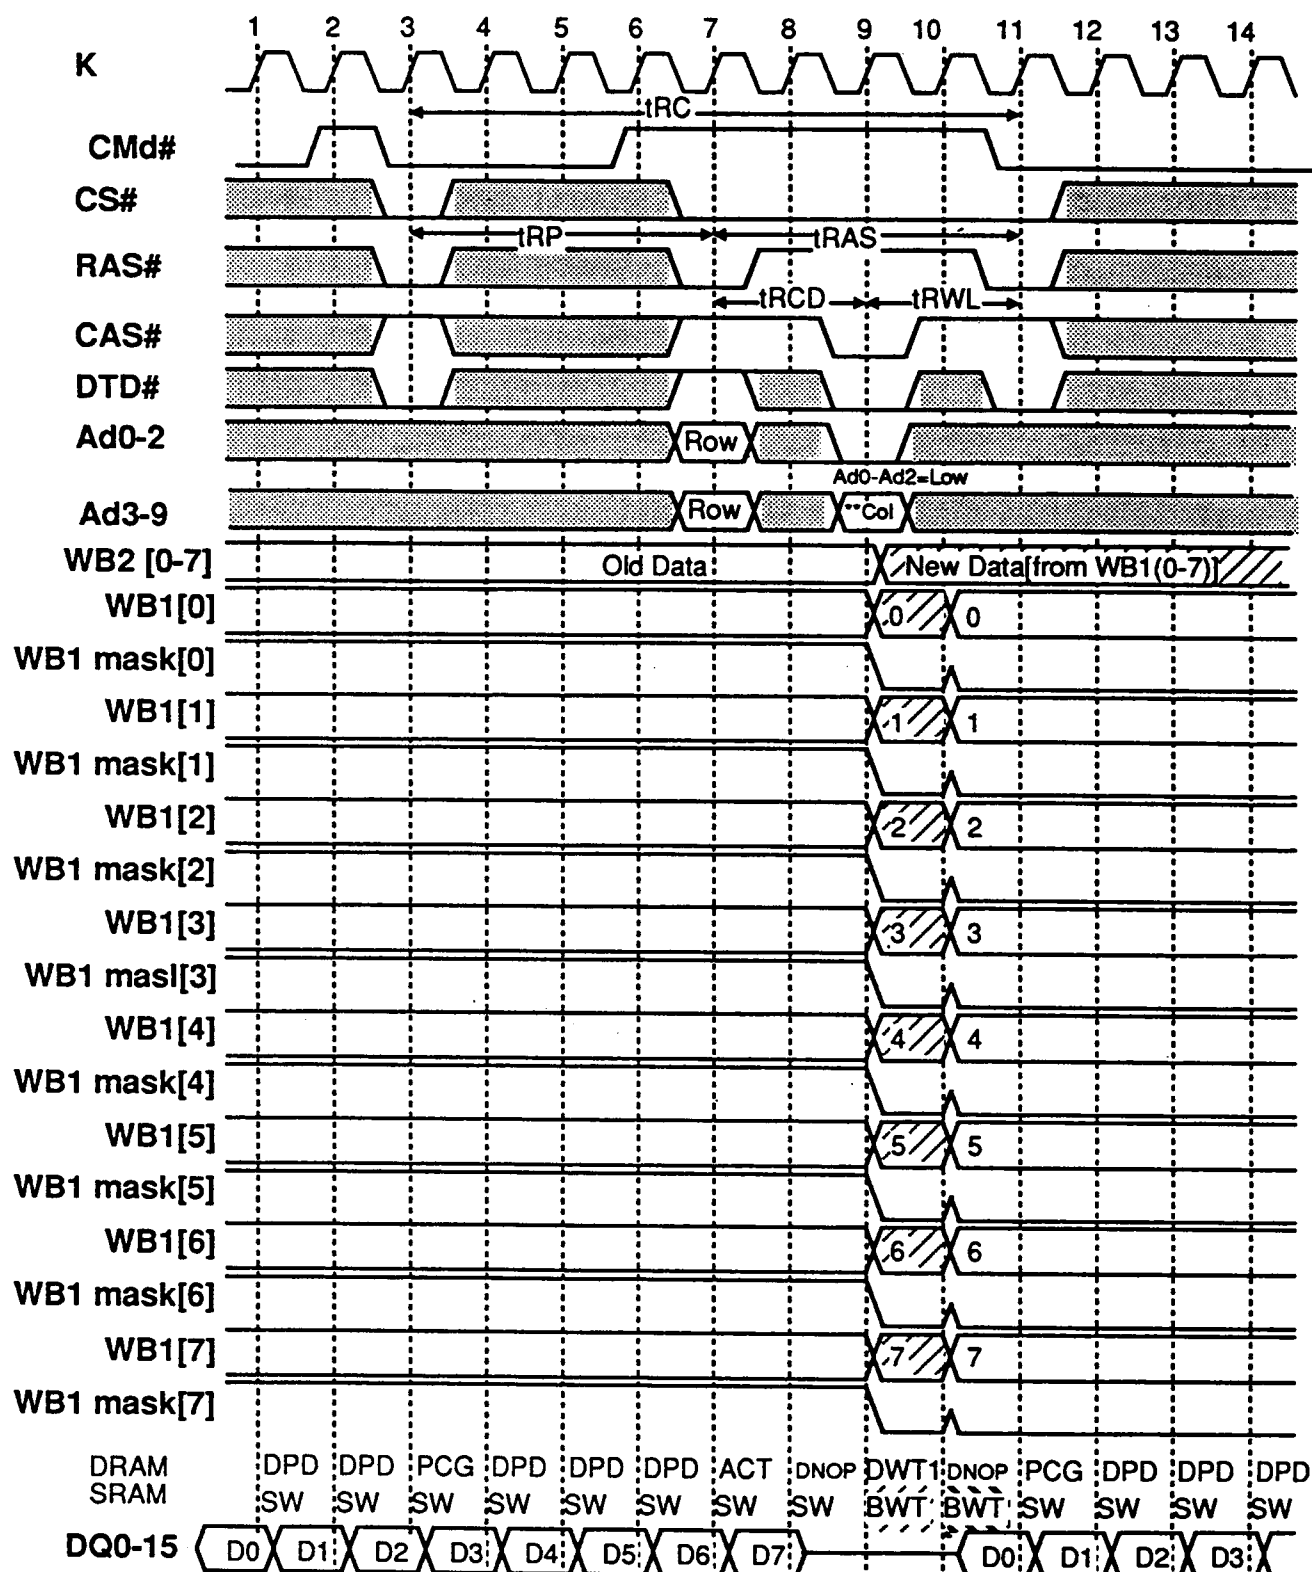 1 2 3 4 5 6 7 8 9 10 11 12 13 14
K
tRC
CMd#
CS#
tRP tRAS
RAS#
tRCD tRWL
CAS#
DTD#
Ad0-2 Row
Ad0-Ad2=Low
Ad3-9 Row **Col
WB2 [0-7] Old Data New Data[from WB1(0-7)]
WB1[0] 0 0
WB1 mask[0]
WB1[1] 1 1
WB1 mask[1]
WB1[2] 2 2
WB1 mask[2]
WB1[3] 3 3
WB1 masl[3]
WB1[4] 4 4
WB1 mask[4]
WB1[5] 5 5
WB1 mask[5]
WB1[6] 6 6
WB1 mask[6]
WB1[7] 7 7
WB1 mask[7]
DRAM DPD DPD PCG DPD DPD DPD ACT DNOP DWT1 DNOP PCG DPD DPD DPD
SRAM SW SW SW SW SW SW SW SW BWT BWT SW SW SW SW
DQ0-15 D0 D1 D2 D3 D4 D5 D6 D7 D0 D1 D2 D3